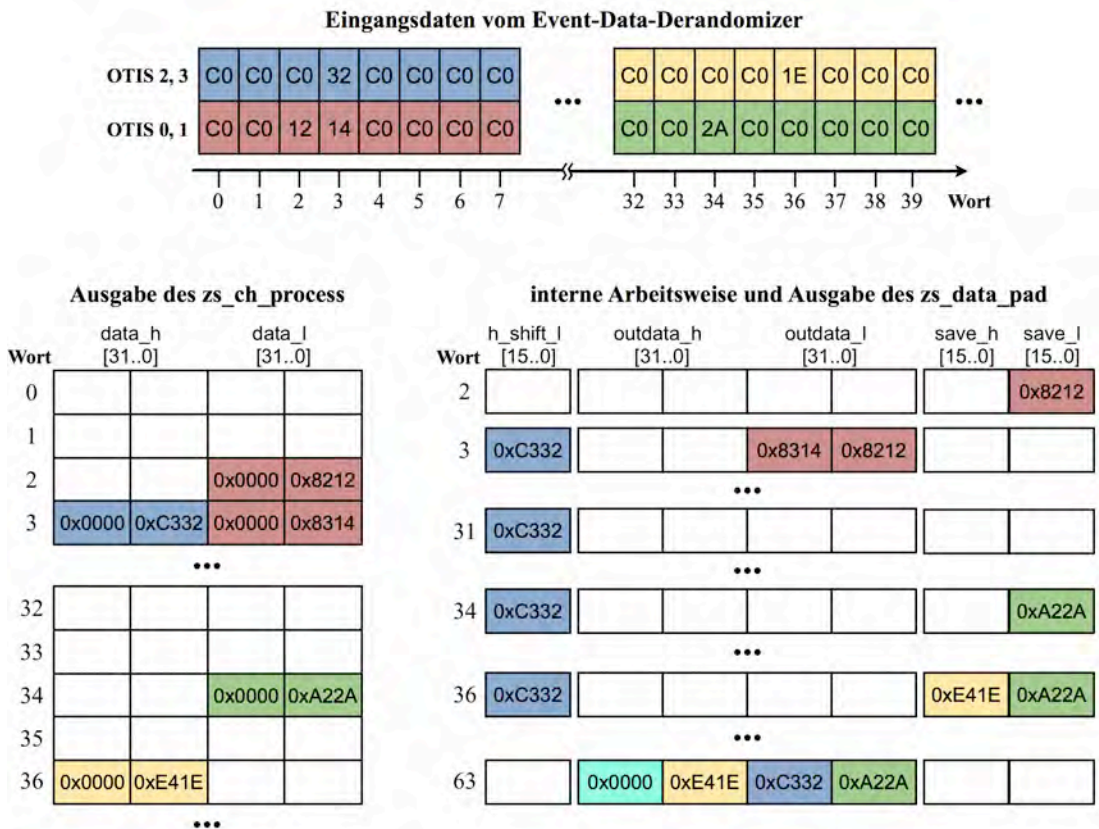 Eingangsdaten vom Event-Data-Derandomizer
OTIS 2, 3 C0 C0 C0 32 C0 C0 C0 C0 ... C0 C0 C0 C0 1E C0 C0 C0 ...
OTIS 0, 1 C0 C0 12 14 C0 C0 C0 C0 C0 C0 2A C0 C0 C0 C0 C0
0 1 2 3 4 5 6 7 32 33 34 35 36 37 38 39 Wort
Ausgabe des zs_ch_process
data_h data_l
Wort [31..0] [31..0]
0
1
2 0x0000 0x8212
3 0x0000 0xC332 0x0000 0x8314
...
32
33
34 0x0000 0xA22A
35
36 0x0000 0xE41E
...
interne Arbeitsweise und Ausgabe des zs_data_pad
h_shift_l outdata_h outdata_l save_h save_l
Wort [15..0] [31..0] [31..0] [15..0] [15..0]
2 0x8212
3 0xC332 0x8314 0x8212
...
31 0xC332
...
34 0xC332 0xA22A
...
36 0xC332 0xE41E 0xA22A
...
63 0x0000 0xE41E 0xC332 0xA22A